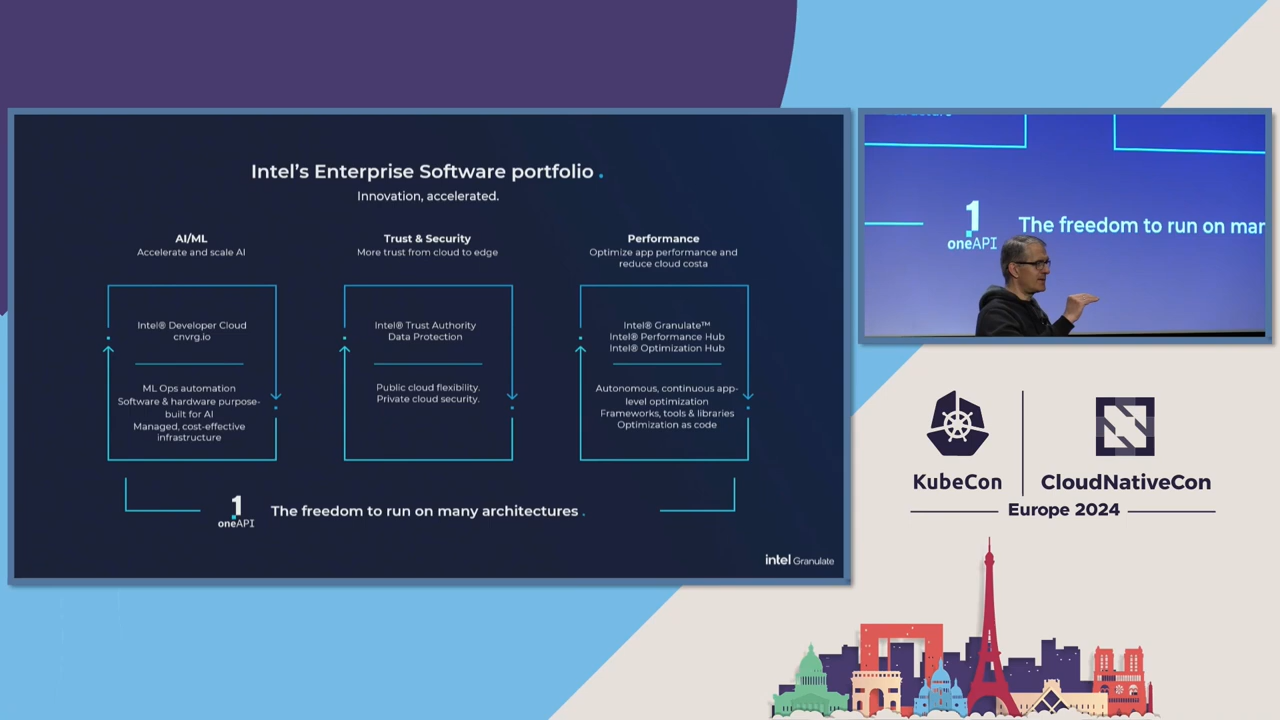 Intel's Enterprise Software portfolio .
Innovation, accelerated.
AI/ML
Accelerate and scale AI
Intel® Developer Cloud
cnvrg.io
ML Ops automation
Software & hardware purpose-
built for AI
Managed, cost-effective
infrastructure
Trust & Security
More trust from cloud to edge
Intel® Trust Authority
Data Protection
Public cloud flexibility.
Private cloud security.
Performance
Optimize app performance and
reduce cloud costa
Intel® Granulate™
Intel® Performance Hub
Intel® Optimization Hub
Autonomous, continuous app-
level optimization
Frameworks, tools & libraries
Optimization as code
1
oneAPI
The freedom to run on many architectures .
intel Granulate
1
oneAPI
The freedom to run on mar
KubeCon
CloudNativeCon
Europe 2024